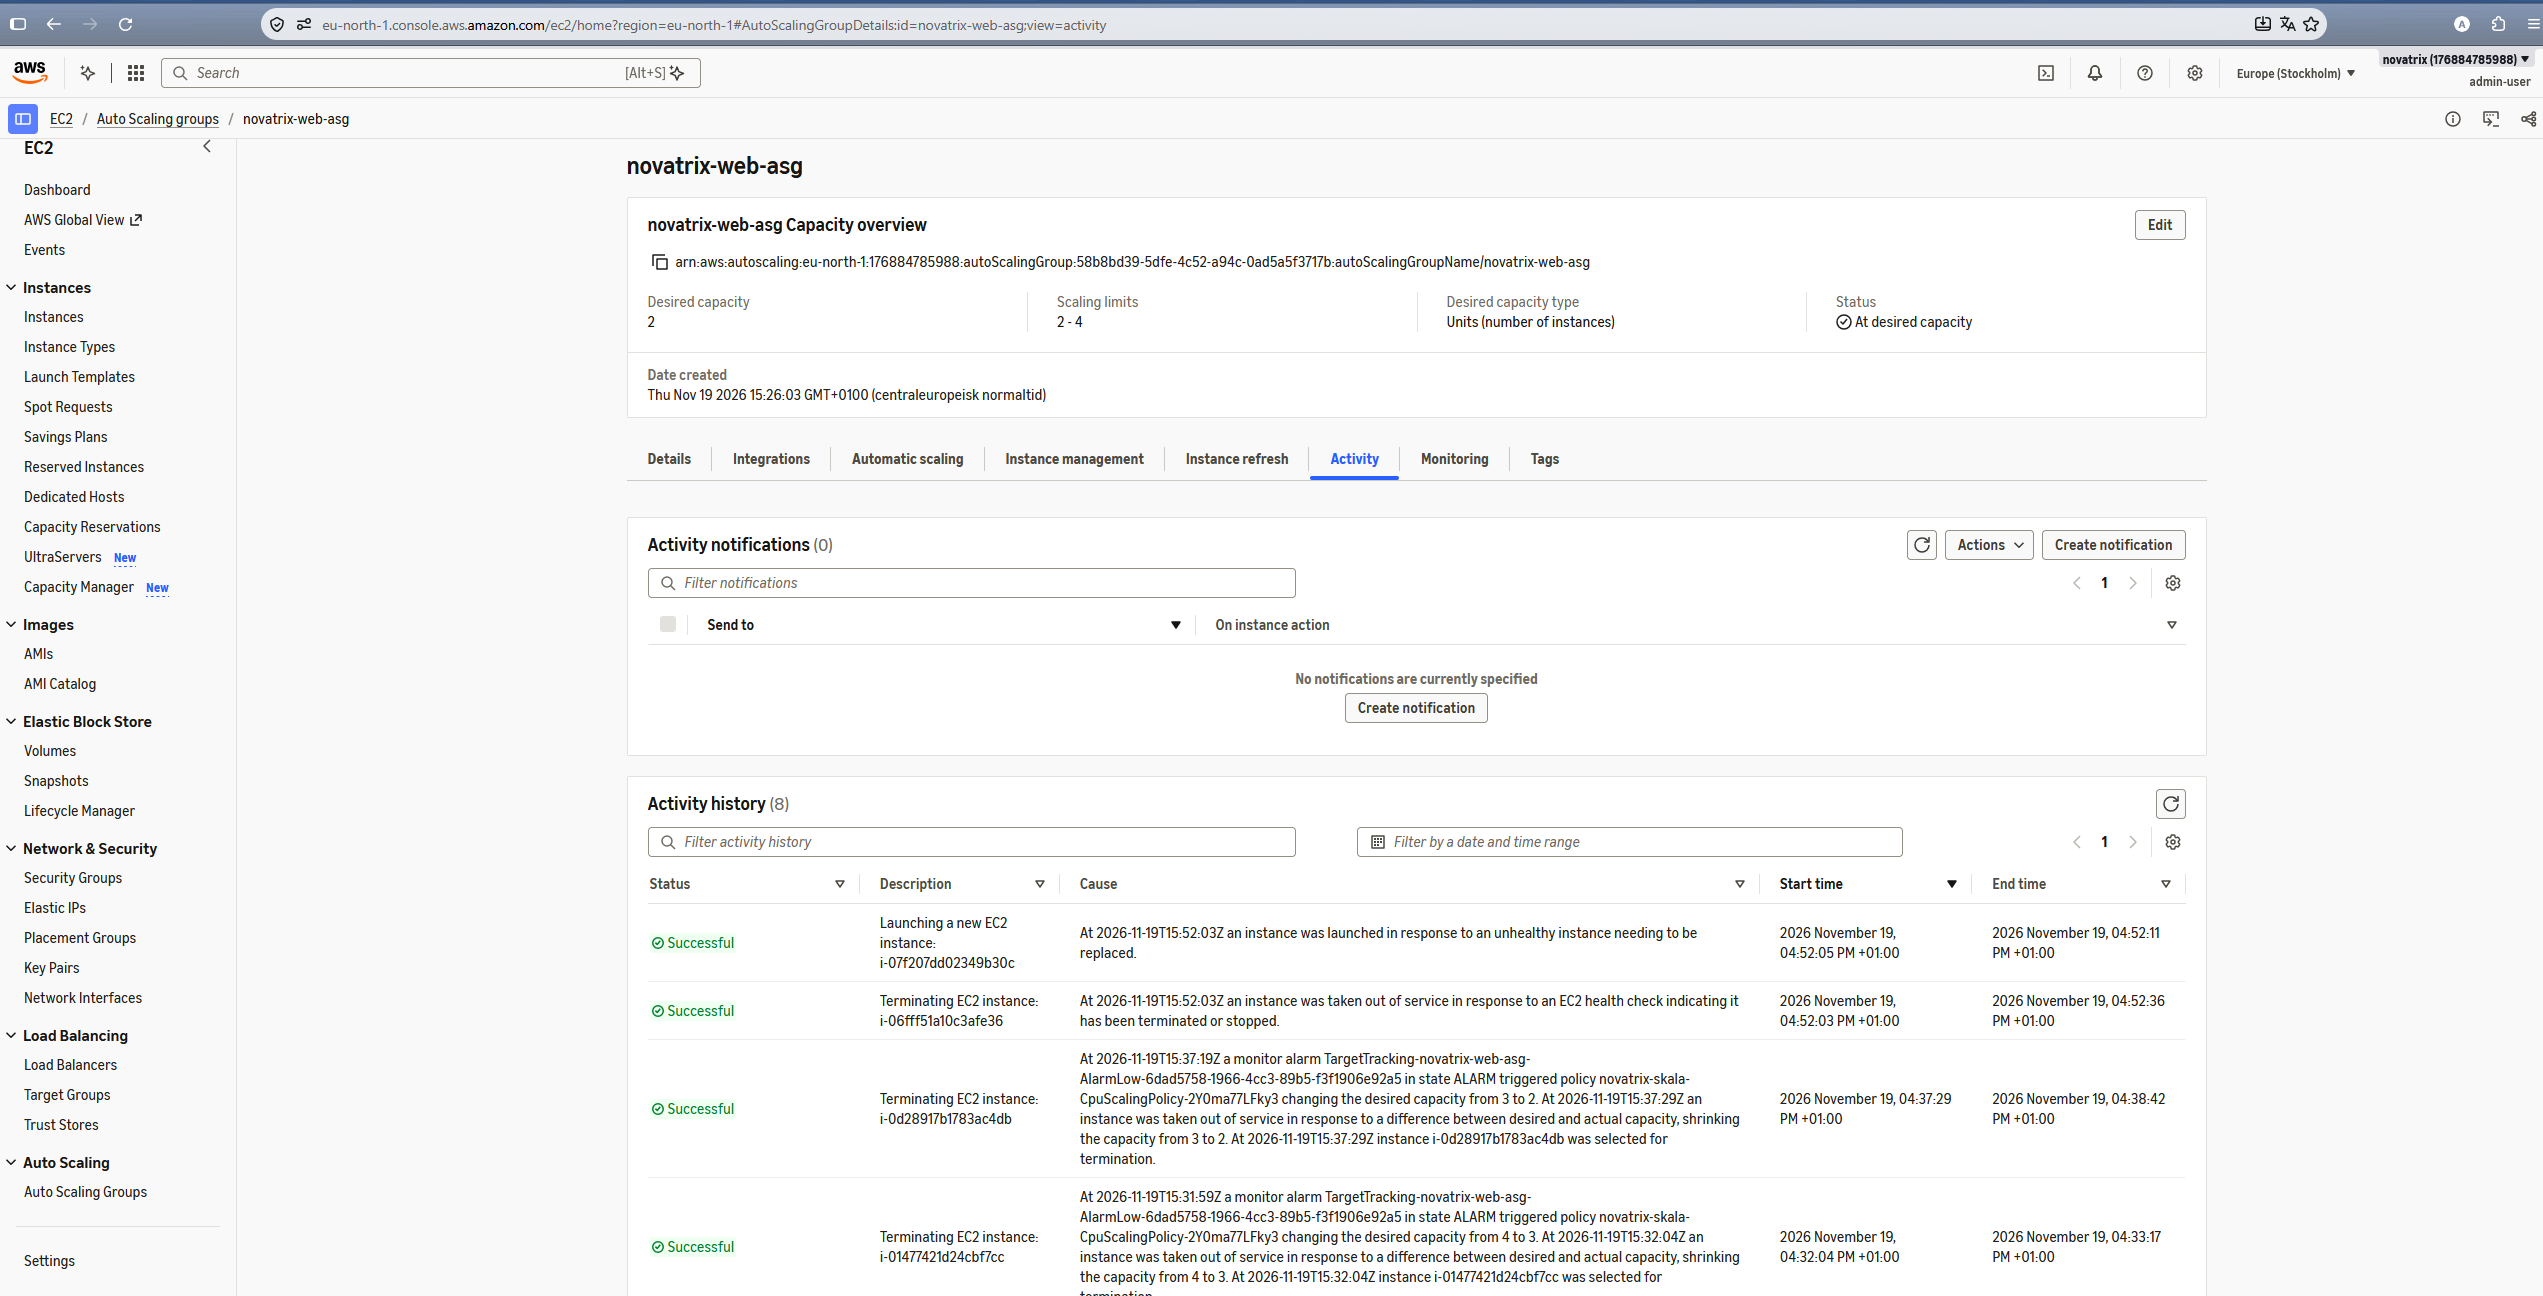 eu-north-1.console.aws.amazon.com/ec2/home?region=eu-north-1#AutoScalingGroupDetails:id=novatrix-web-asg;view=activity
A
aws
Search
[Alt+S]
Europe (Stockholm)
novatrix (176884785988)
admin-user
EC2 / Auto Scaling groups / novatrix-web-asg
EC2
Dashboard
AWS Global View
Events
Instances
Instances
Instance Types
Launch Templates
Spot Requests
Savings Plans
Reserved Instances
Dedicated Hosts
Capacity Reservations
UltraServers New
Capacity Manager New
Images
AMIs
AMI Catalog
Elastic Block Store
Volumes
Snapshots
Lifecycle Manager
Network & Security
Security Groups
Elastic IPs
Placement Groups
Key Pairs
Network Interfaces
Load Balancing
Load Balancers
Target Groups
Trust Stores
Auto Scaling
Auto Scaling Groups
Settings
novatrix-web-asg
novatrix-web-asg Capacity overview
Edit
arn:aws:autoscaling:eu-north-1:176884785988:autoScalingGroup:58b8bd39-5dfe-4c52-a94c-0ad5a5f3717b:autoScalingGroupName/novatrix-web-asg
Desired capacity
2
Scaling limits
2 - 4
Desired capacity type
Units (number of instances)
Status
At desired capacity
Date created
Thu Nov 19 2026 15:26:03 GMT+0100 (centraleuropeisk normaltid)
Details
Integrations
Automatic scaling
Instance management
Instance refresh
Activity
Monitoring
Tags
Activity notifications (0)
Actions
Create notification
Filter notifications
1
Send to
On instance action
No notifications are currently specified
Create notification
Activity history (8)
Filter activity history
Filter by a date and time range
1
Status
Description
Cause
Start time
End time
Successful
Launching a new EC2
instance:
i-07f207dd02349b30c
At 2026-11-19T15:52:03Z an instance was launched in response to an unhealthy instance needing to be
replaced.
2026 November 19,
04:52:05 PM +01:00
2026 November 19, 04:52:11
PM +01:00
Successful
Terminating EC2 instance:
i-06fff51a10c3afe36
At 2026-11-19T15:52:03Z an instance was taken out of service in response to an EC2 health check indicating it
has been terminated or stopped.
2026 November 19,
04:52:03 PM +01:00
2026 November 19, 04:52:36
PM +01:00
Successful
Terminating EC2 instance:
i-0d28917b1783ac4db
At 2026-11-19T15:37:19Z a monitor alarm TargetTracking-novatrix-web-asg-
AlarmLow-6dad5758-1966-4cc3-89b5-f3f1906e92a5 in state ALARM triggered policy novatrix-skala-
CpuScalingPolicy-2Y0ma77LFky3 changing the desired capacity from 3 to 2. At 2026-11-19T15:37:29Z an
instance was taken out of service in response to a difference between desired and actual capacity, shrinking
the capacity from 3 to 2. At 2026-11-19T15:37:29Z instance i-0d28917b1783ac4db was selected for
termination.
2026 November 19, 04:37:29
PM +01:00
2026 November 19, 04:38:42
PM +01:00
Successful
Terminating EC2 instance:
i-01477421d24cbf7cc
At 2026-11-19T15:31:59Z a monitor alarm TargetTracking-novatrix-web-asg-
AlarmLow-6dad5758-1966-4cc3-89b5-f3f1906e92a5 in state ALARM triggered policy novatrix-skala-
CpuScalingPolicy-2Y0ma77LFky3 changing the desired capacity from 4 to 3. At 2026-11-19T15:32:04Z an
instance was taken out of service in response to a difference between desired and actual capacity, shrinking
the capacity from 4 to 3. At 2026-11-19T15:32:04Z instance i-01477421d24cbf7cc was selected for
termination.
2026 November 19,
04:32:04 PM +01:00
2026 November 19, 04:33:17
PM +01:00